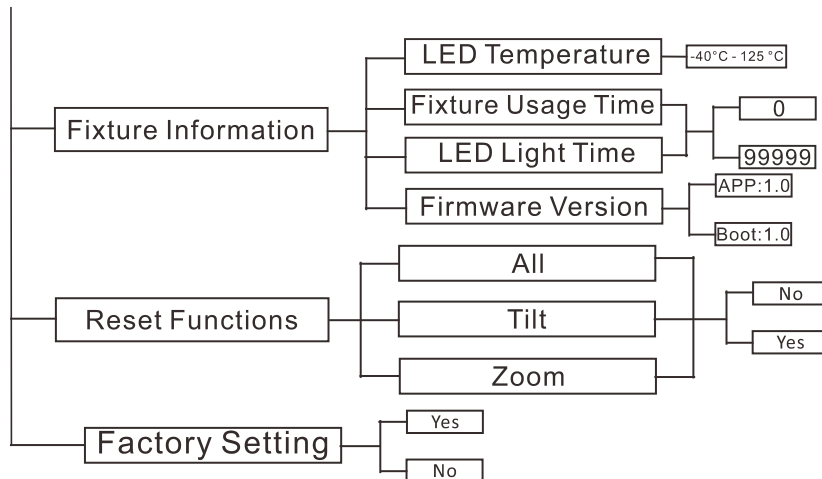 LED Temperature
-40°C - 125 °C
Fixture Information
Fixture Usage Time
0
LED Light Time
99999
Firmware Version
APP:1.0
Boot:1.0
Reset Functions
All
Tilt
Zoom
No
Yes
Factory Setting
Yes
No